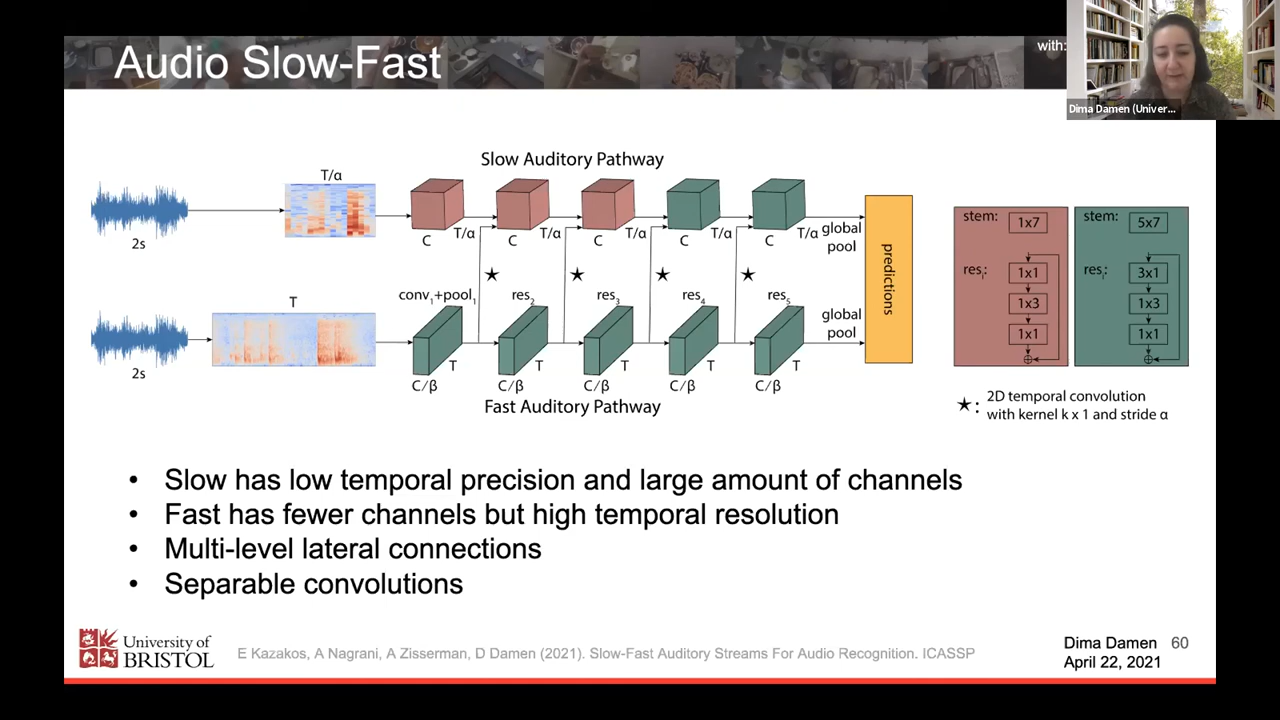 Audio Slow-Fast
with:
Dima Damen (Univer...
Slow Auditory Pathway
T/α
2s
C
T/α
C
T/α
C
T/α
C
T/α
C
T/α
global
pool
conv₁+pool₁
res₂
res₃
res₄
res₅
T
2s
C/β
T
C/β
T
C/β
T
C/β
T
C/β
T
global
pool
Fast Auditory Pathway
predictions
stem:
1x7
resᵢ:
1x1
1x3
1x1
stem:
5x7
resᵢ:
3x1
1x3
1x1
★: 2D temporal convolution
with kernel k x 1 and stride α
• Slow has low temporal precision and large amount of channels
• Fast has fewer channels but high temporal resolution
• Multi-level lateral connections
• Separable convolutions
University of
BRISTOL
E Kazakos, A Nagrani, A Zisserman, D Damen (2021). Slow-Fast Auditory Streams For Audio Recognition. ICASSP
Dima Damen 60
April 22, 2021